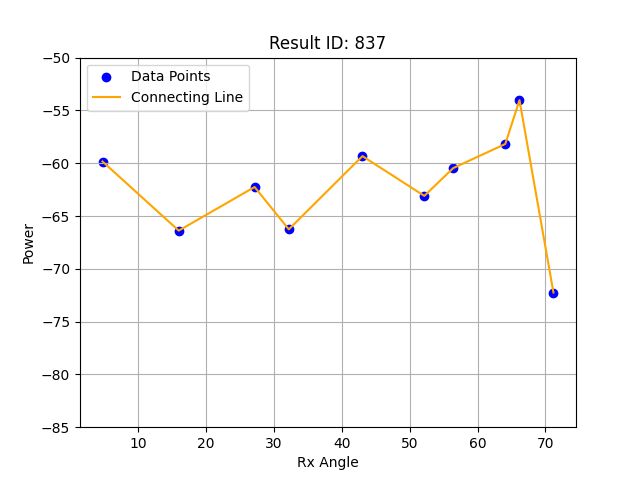 Result ID: 837
Data Points
Connecting Line
Power
−50
−55
−60
−65
−70
−75
−80
−85
10 20 30 40 50 60 70
Rx Angle